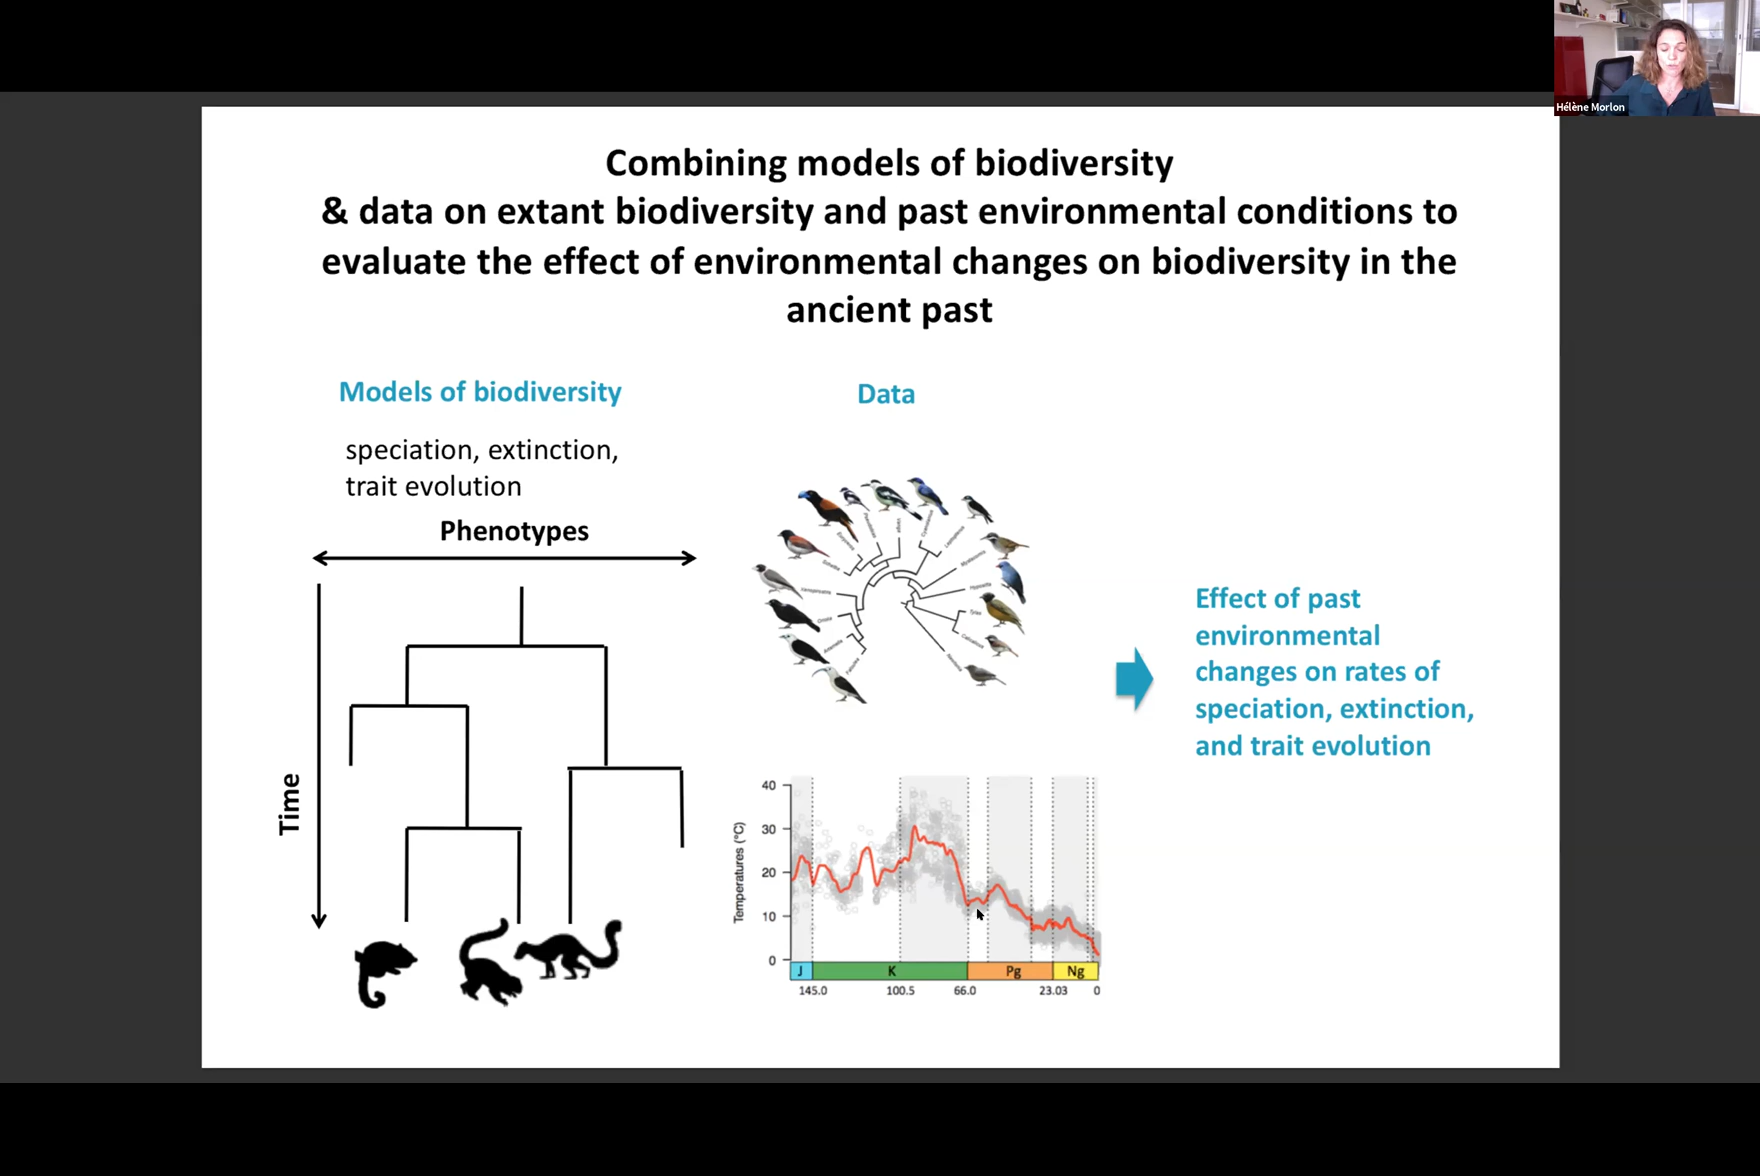 Hélène Morlon
Combining models of biodiversity
& data on extant biodiversity and past environmental conditions to
evaluate the effect of environmental changes on biodiversity in the
ancient past
Models of biodiversity
speciation, extinction,
trait evolution
Phenotypes
Time
Data
Temperatures (°C)
40
30
20
10
0
J K Pg Ng
145.0 100.5 66.0 23.03 0
Effect of past
environmental
changes on rates of
speciation, extinction,
and trait evolution